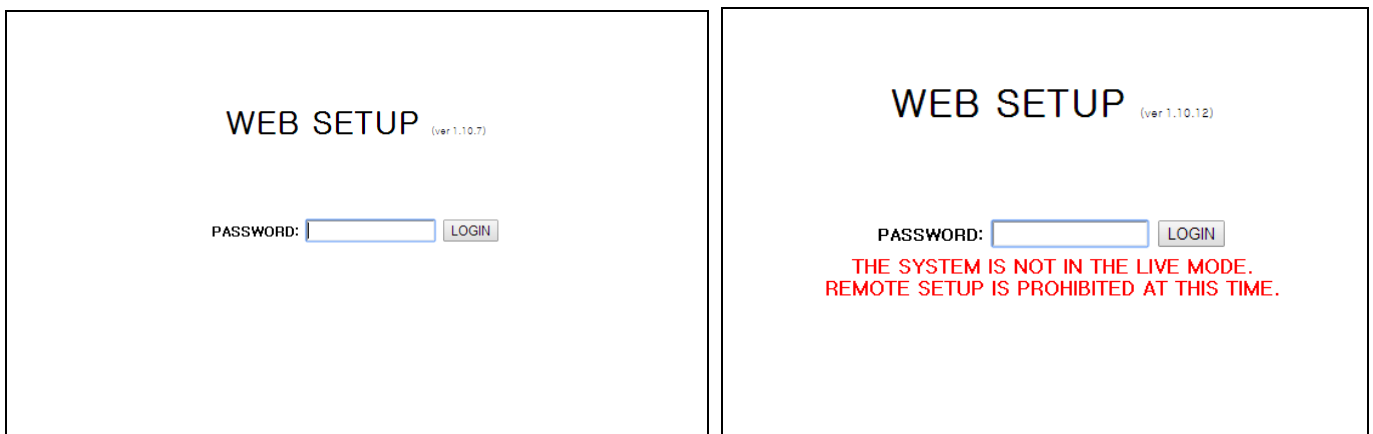 WEB SETUP (ver 1.10.7)
PASSWORD: LOGIN
WEB SETUP (ver 1.10.12)
PASSWORD: LOGIN
THE SYSTEM IS NOT IN THE LIVE MODE.
REMOTE SETUP IS PROHIBITED AT THIS TIME.